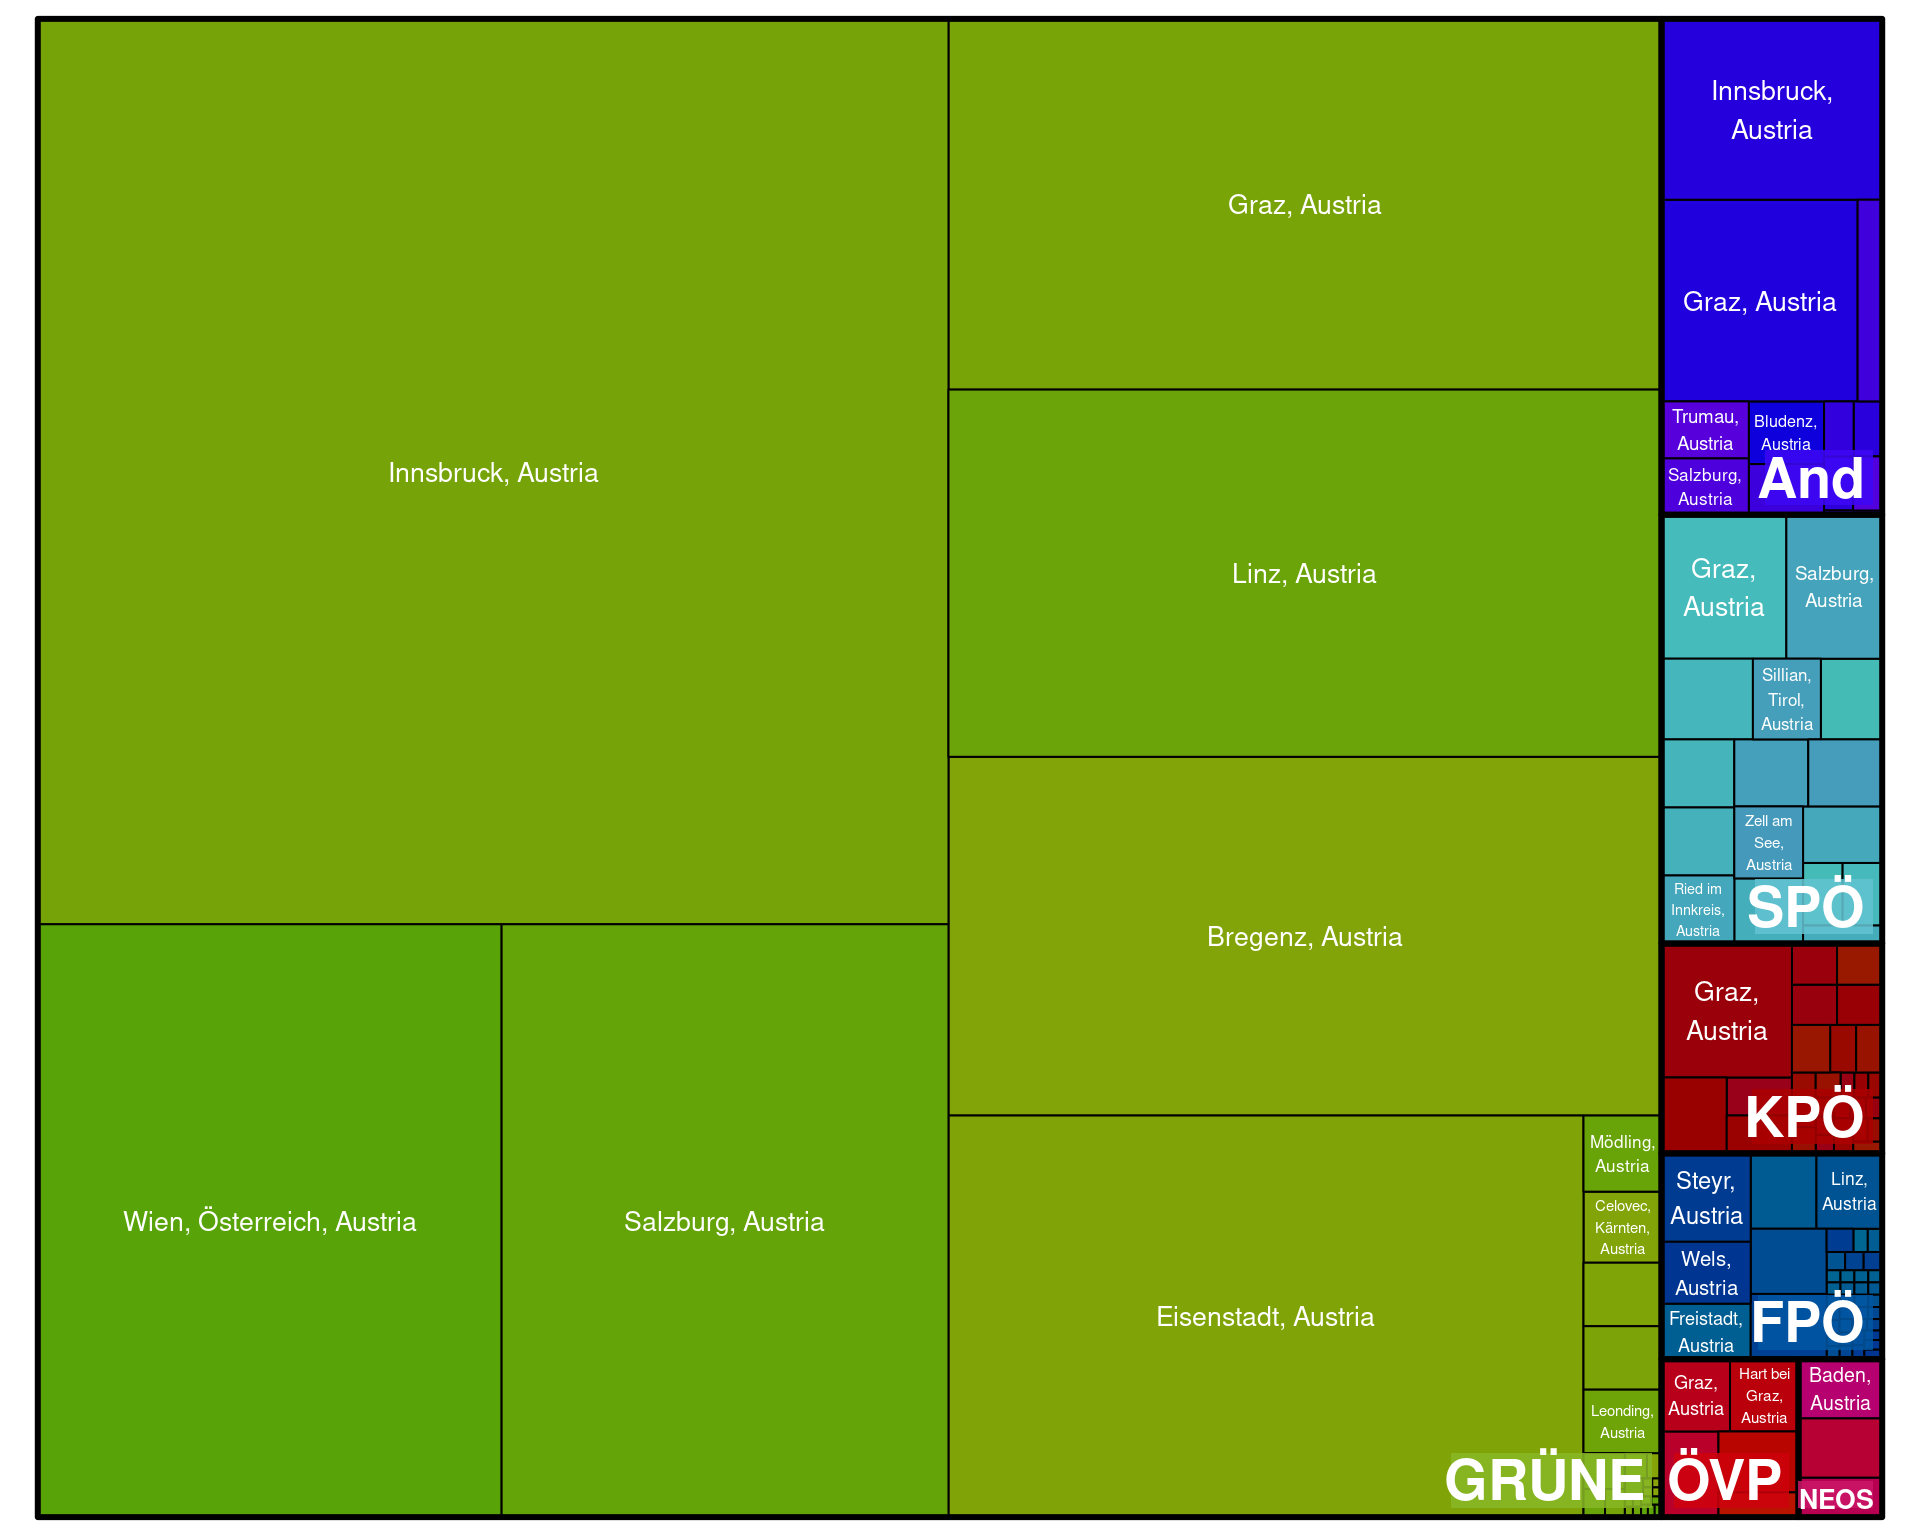 Innsbruck, Austria
Wien, Österreich, Austria
Salzburg, Austria
Graz, Austria
Linz, Austria
Bregenz, Austria
Eisenstadt, Austria
Mödling,
Austria
Celovec,
Kärnten,
Austria
Leonding,
Austria
GRÜNE
Innsbruck,
Austria
Graz, Austria
Trumau,
Austria
Bludenz,
Austria
Salzburg,
Austria
And
Graz,
Austria
Salzburg,
Austria
Sillian,
Tirol,
Austria
Zell am
See,
Austria
Ried im
Innkreis,
Austria
SPÖ
Graz,
Austria
KPÖ
Steyr,
Austria
Linz,
Austria
Wels,
Austria
Freistadt,
Austria
FPÖ
Graz,
Austria
Hart bei
Graz,
Austria
ÖVP
Baden,
Austria
NEOS